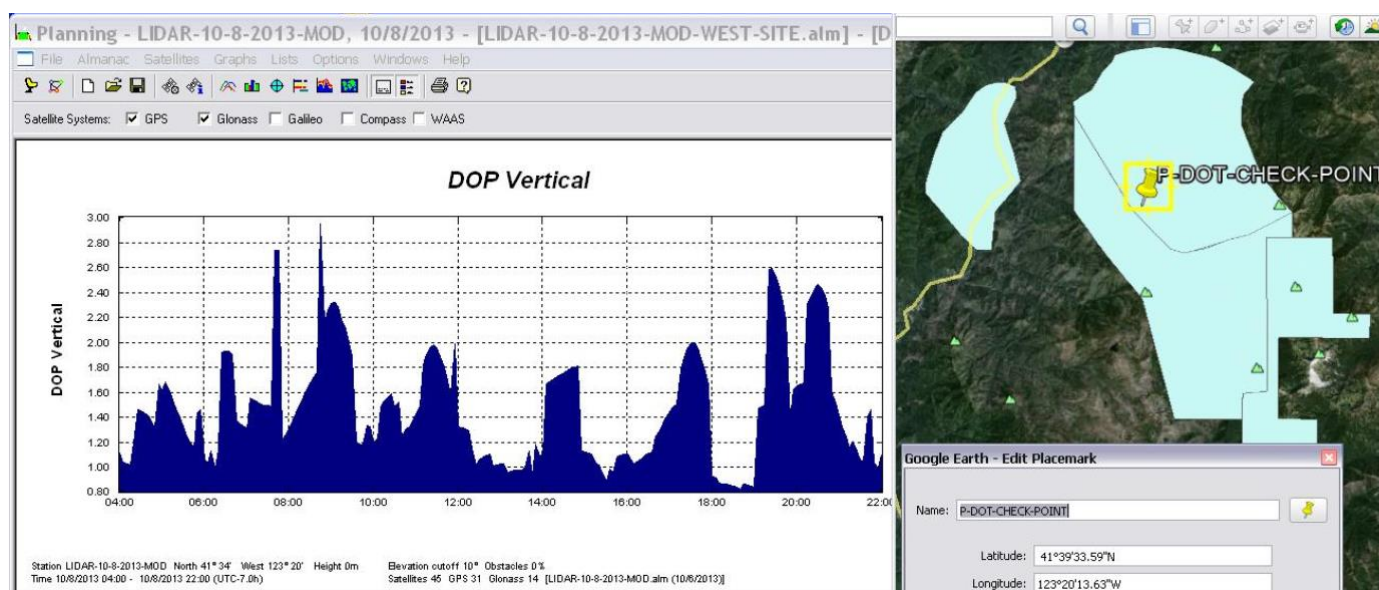 Planning - LIDAR-10-8-2013-MOD, 10/8/2013 - [LIDAR-10-8-2013-MOD-WEST-SITE.alm] - [D
File Almanac Satellites Graphs Lists Options Windows Help
Satellite Systems: GPS Glonass Galileo Compass WAAS
DOP Vertical
DOP Vertical
3.00
2.80
2.60
2.40
2.20
2.00
1.80
1.60
1.40
1.20
1.00
0.80
04:00 06:00 08:00 10:00 12:00 14:00 16:00 18:00 20:00 22:00
Station LIDAR-10-8-2013-MOD North 41° 34' West 123° 20' Height 0m Elevation cutoff 10° Obstacles 0%
Time 10/8/2013 04:00 - 10/8/2013 22:00 (UTC-7.0h) Satellites 45 GPS 31 Glonass 14 [LIDAR-10-8-2013-MOD.alm (10/6/2013)]
P-DOT-CHECK-POINT
Google Earth - Edit Placemark
Name: P-DOT-CHECK-POINT
Latitude: 41°39'33.59"N
Longitude: 123°20'13.63"W